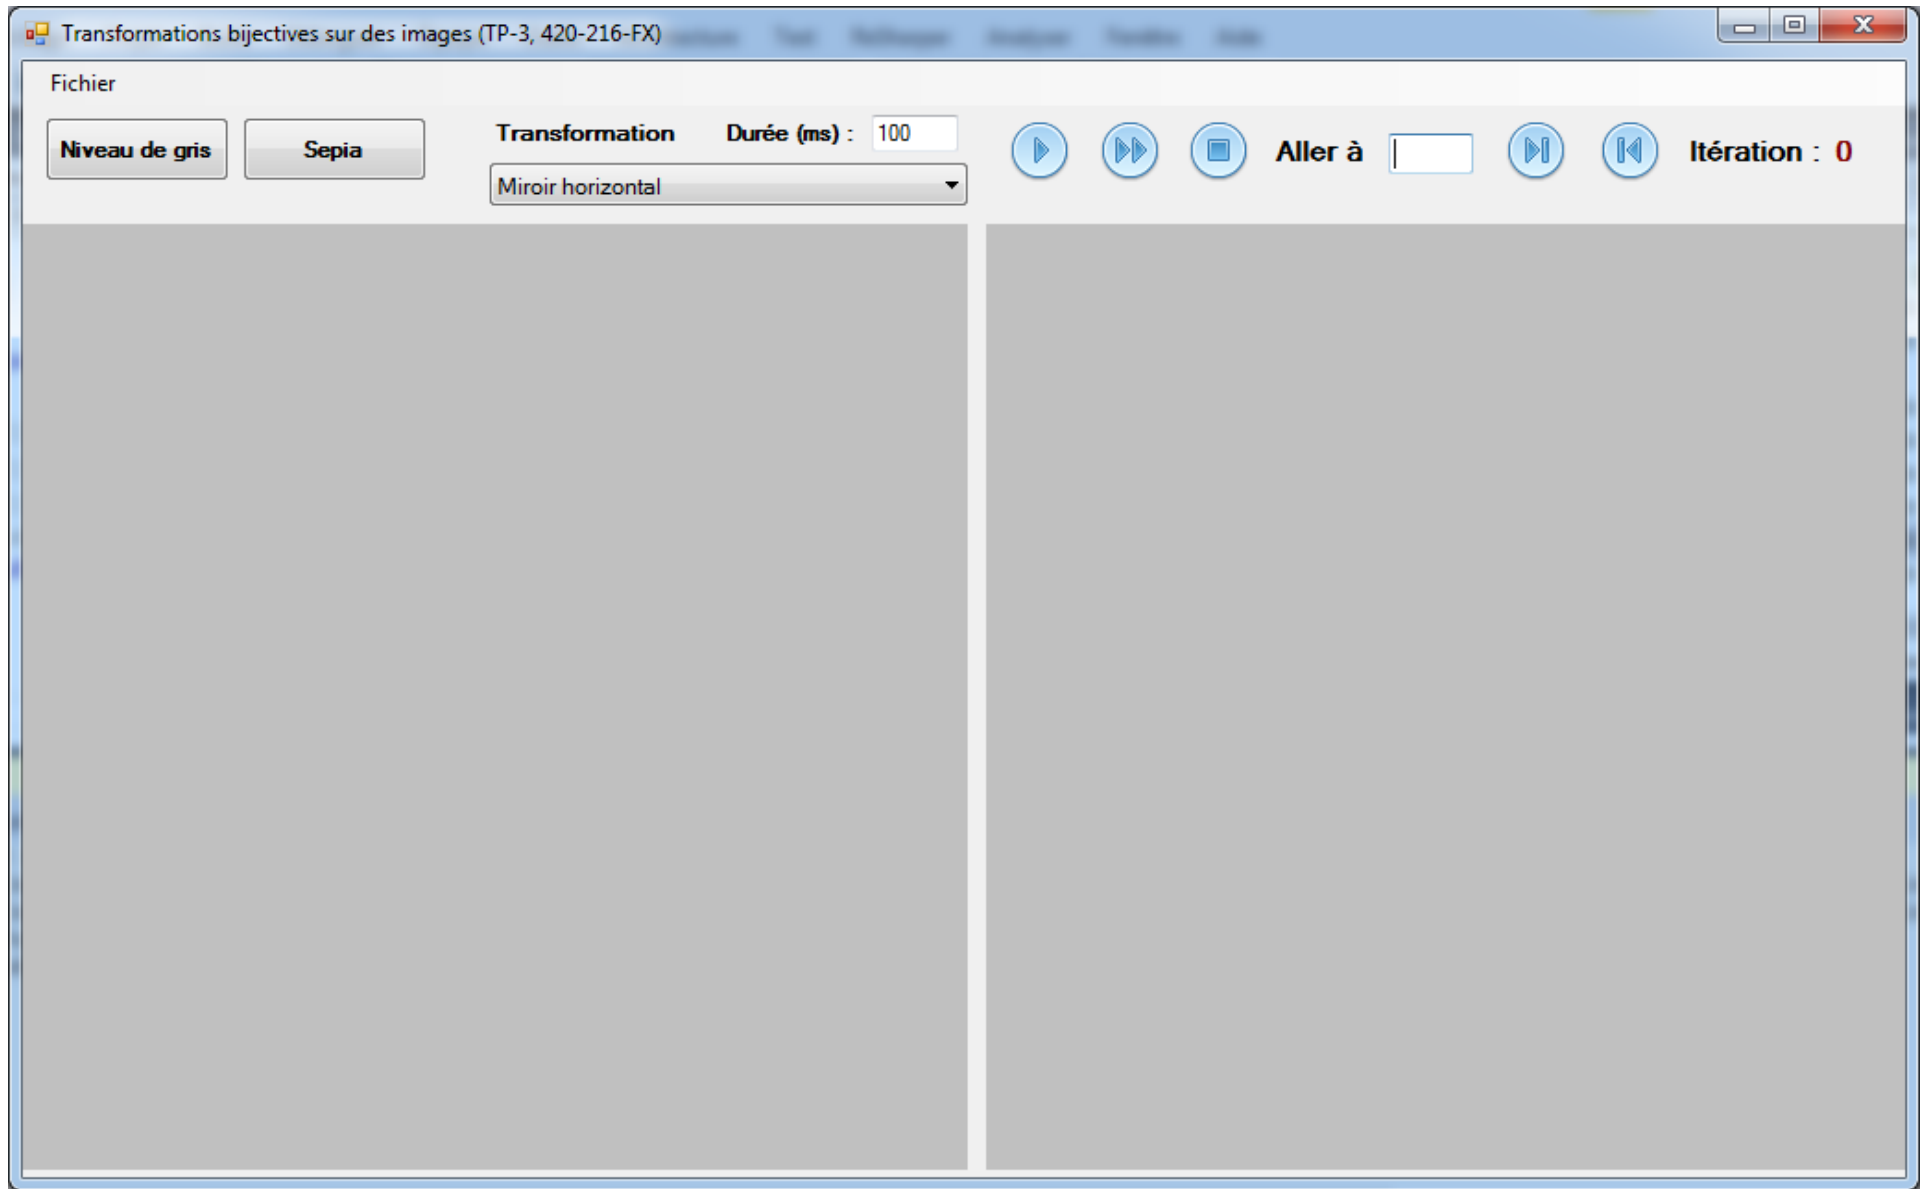 Transformations bijectives sur des images (TP-3, 420-216-FX)
Fichier
Niveau de gris
Sepia
Transformation
Durée (ms) :
100
Miroir horizontal
Aller à
Itération : 0